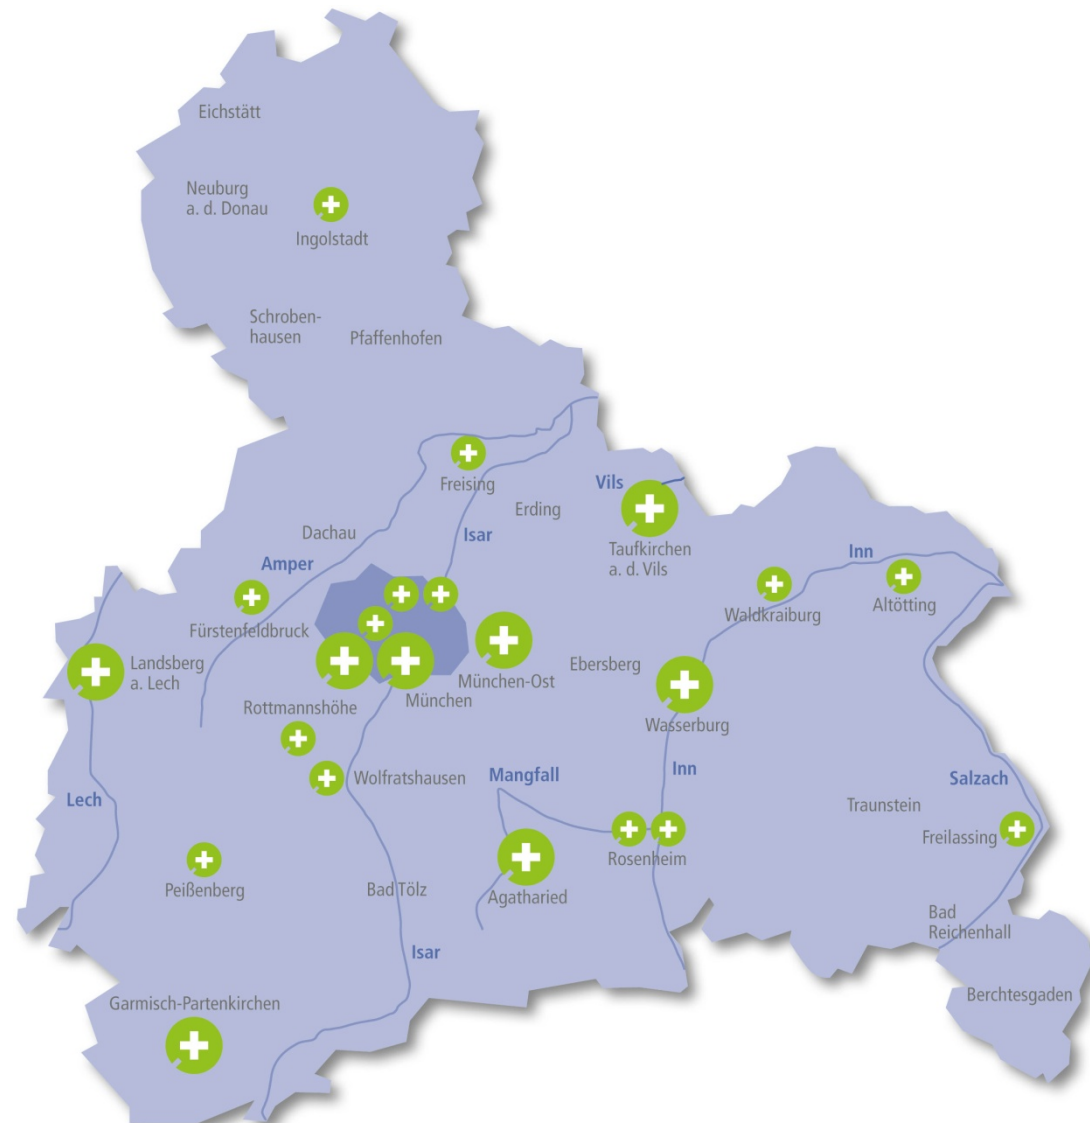 Eichstätt
Neuburg
a. d. Donau
Ingolstadt
Schroben-
hausen
Pfaffenhofen
Freising
Vils
Erding
Dachau
Isar
Taufkirchen
a. d. Vils
Inn
Amper
Waldkraiburg
Altötting
Fürstenfeldbruck
Landsberg
a. Lech
Ebersberg
München-Ost
München
Rottmannshöhe
Wasserburg
Wolfratshausen
Mangfall
Inn
Salzach
Lech
Traunstein
Freilassing
Rosenheim
Peißenberg
Bad Tölz
Agatharied
Bad
Reichenhall
Isar
Berchtesgaden
Garmisch-Partenkirchen